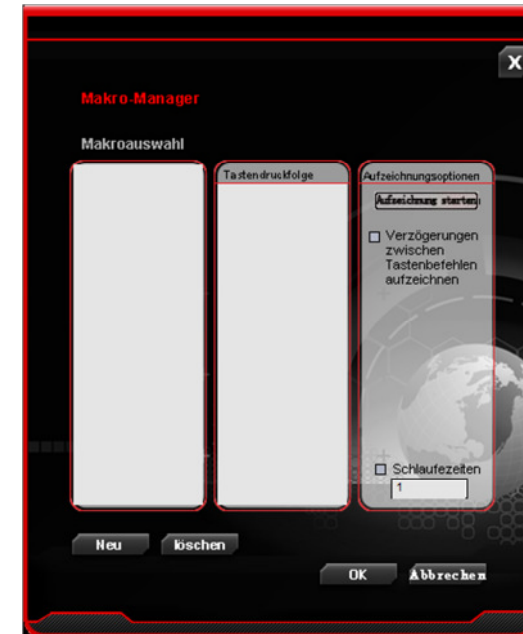 X
Makro-Manager
Makroauswahl
Tastendruckfolge
Aufzeichnungsoptionen
Aufzeichnung starten
Verzögerungen
zwischen
Tastenbefehlen
aufzeichnen
Schlaufezeiten
1
Neu
löschen
OK
Abbrechen